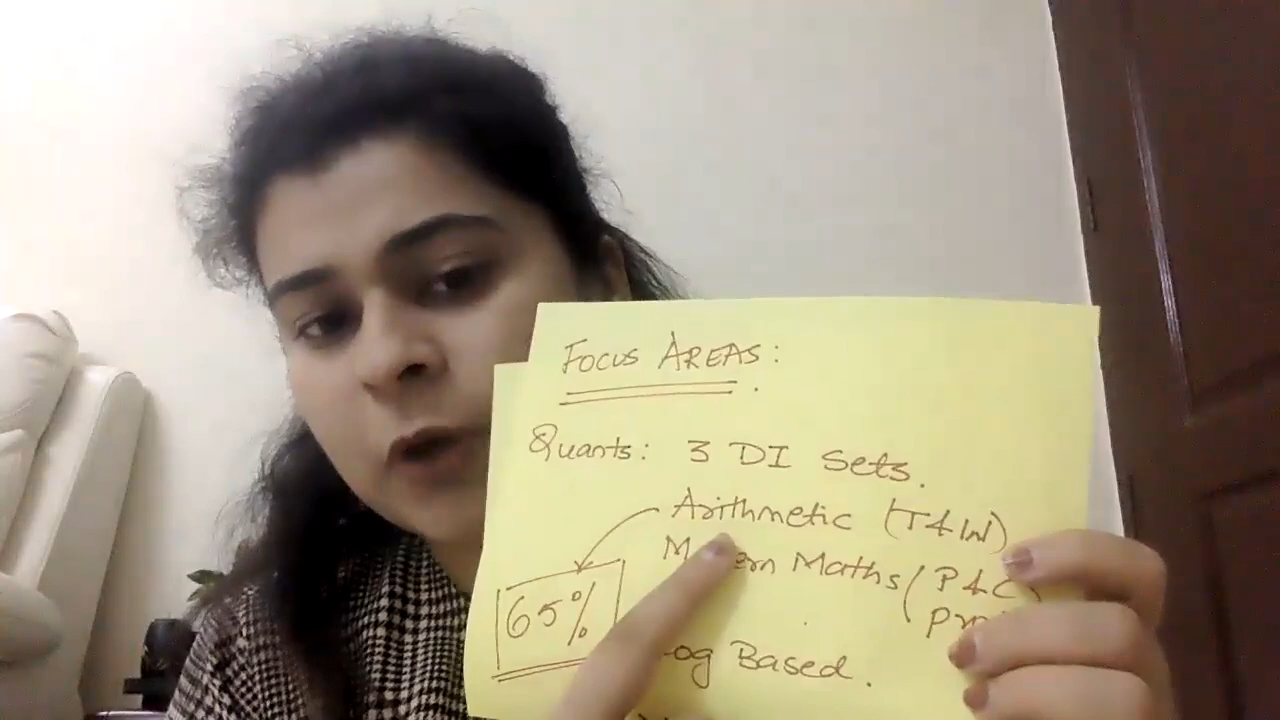 FOCUS AREAS:
Quants: 3 DI Sets.
Arithmetic (T&W)
Maths (P&C)
65%
Based.